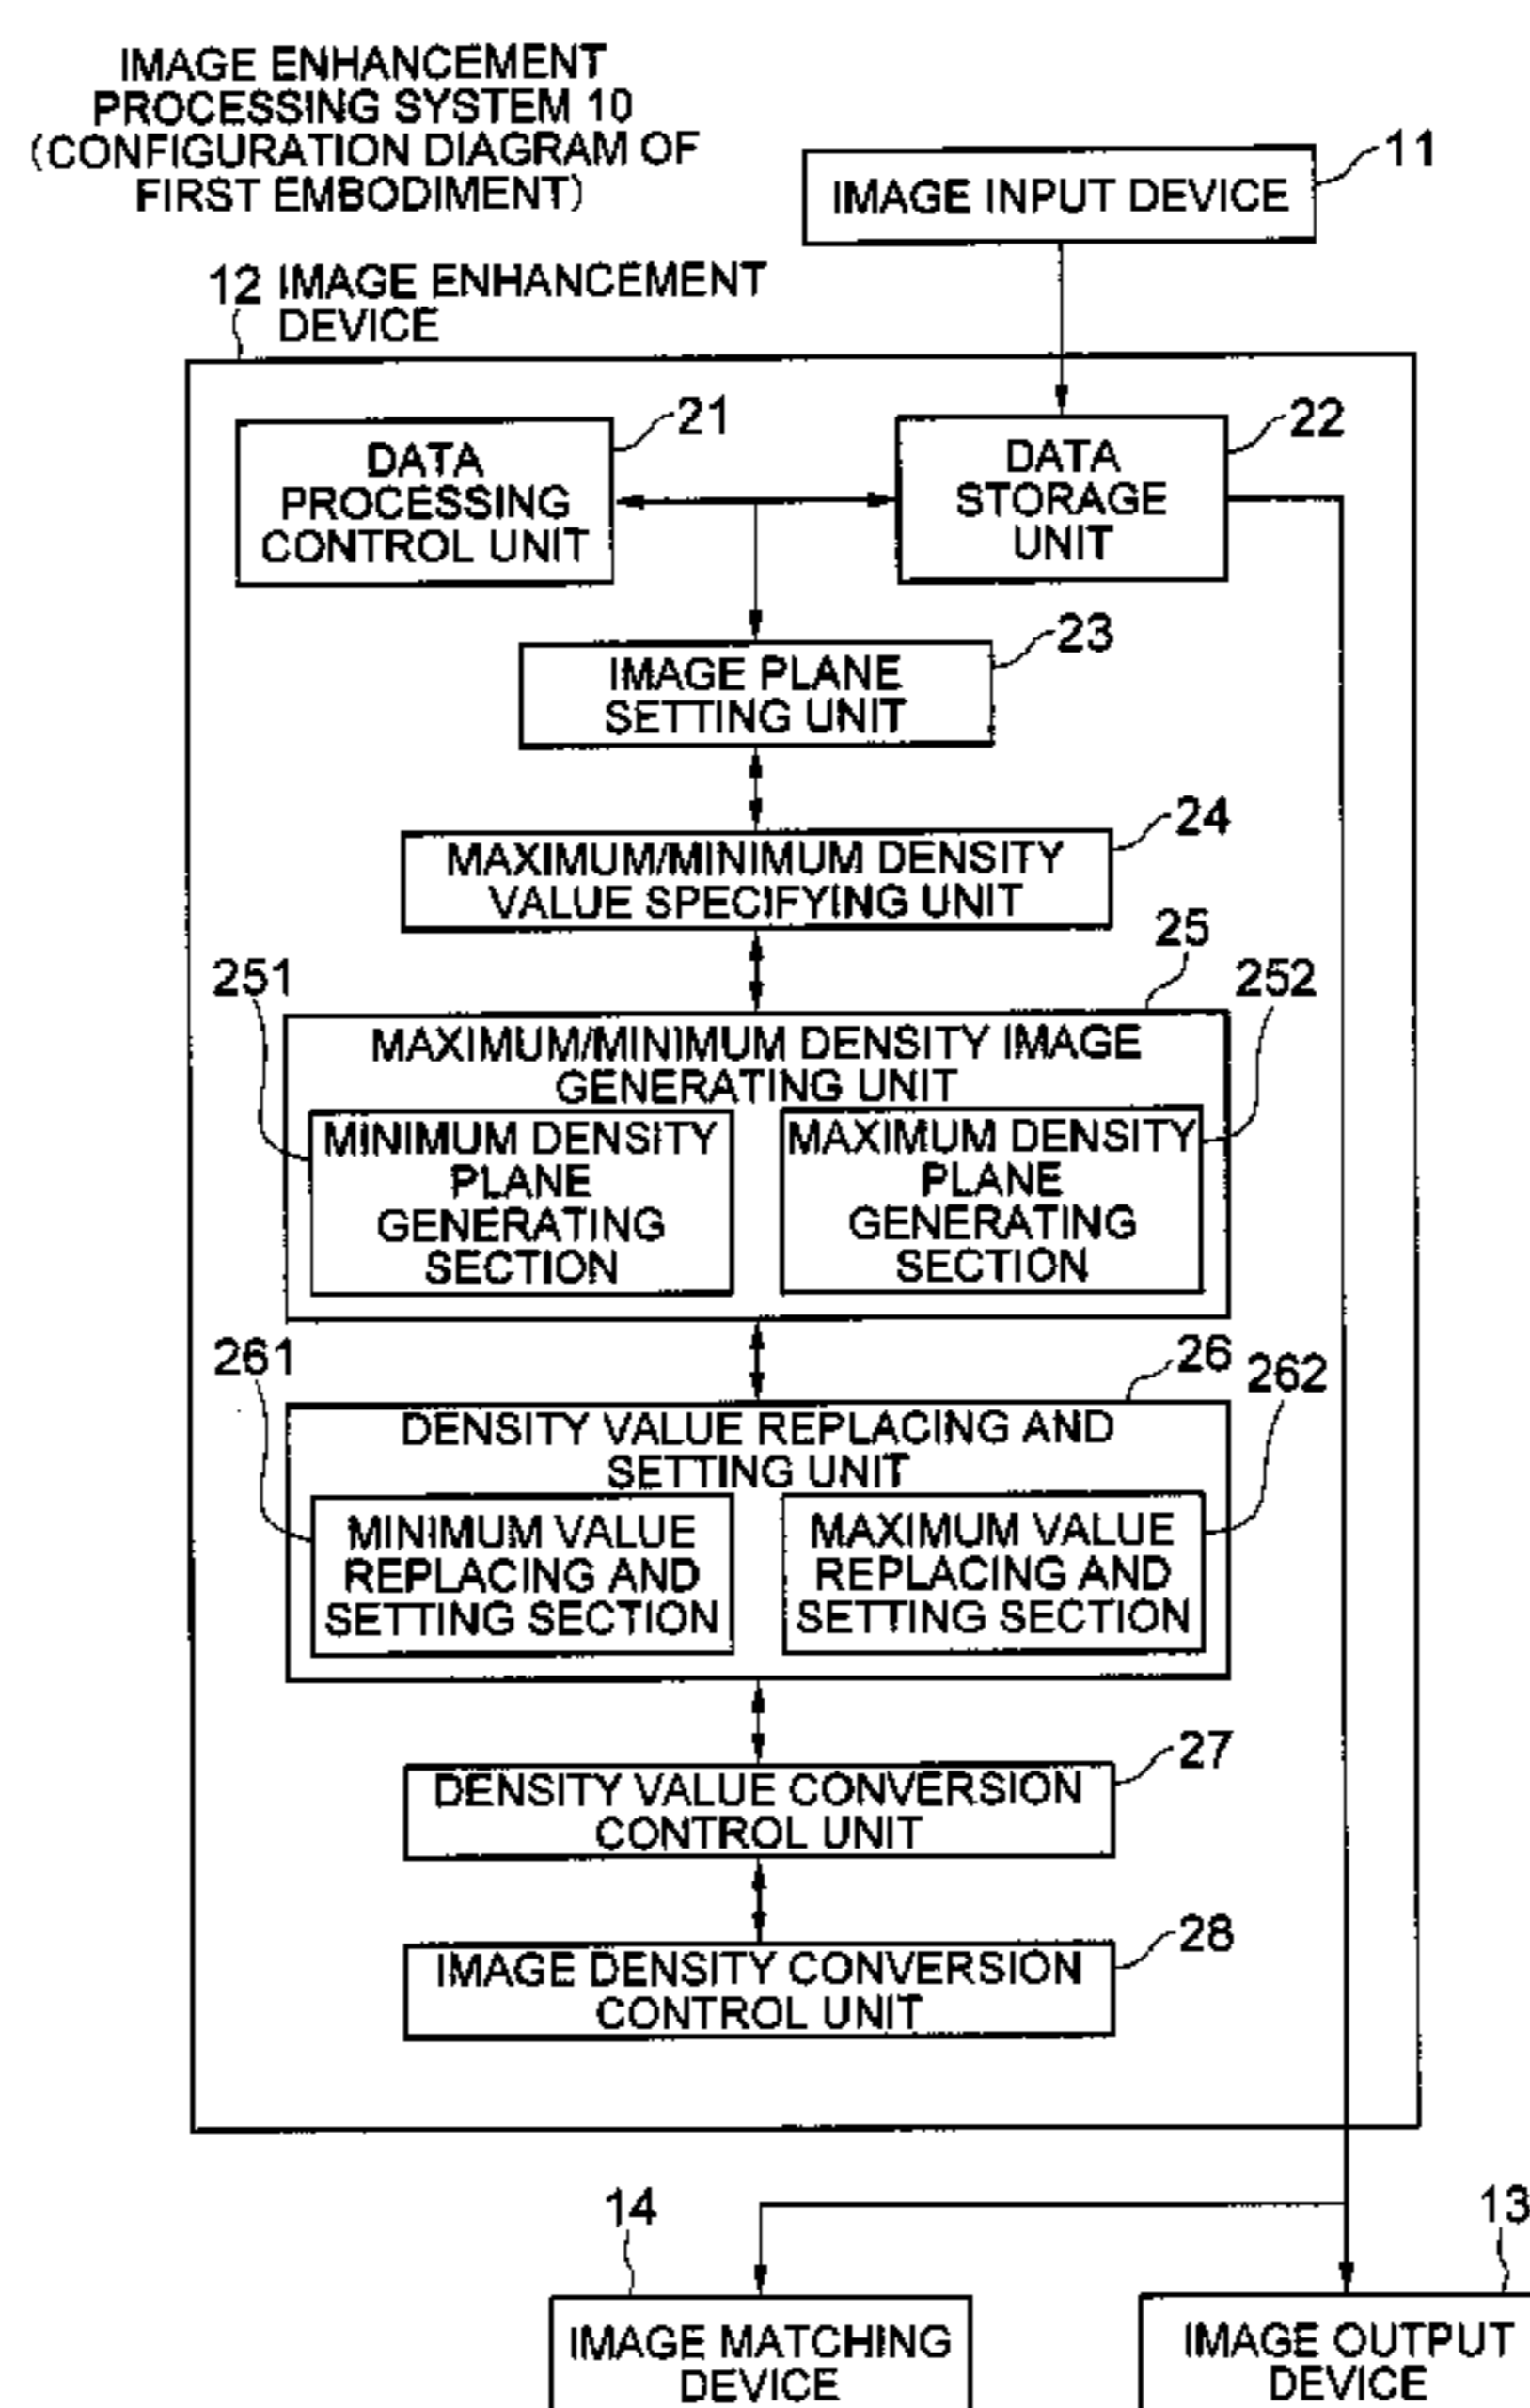 IMAGE ENHANCEMENT
PROCESSING SYSTEM 10
(CONFIGURATION DIAGRAM OF
FIRST EMBODIMENT)
11
IMAGE INPUT DEVICE
12 IMAGE ENHANCEMENT
DEVICE
21
DATA
PROCESSING
CONTROL UNIT
22
DATA
STORAGE
UNIT
23
IMAGE PLANE
SETTING UNIT
24
MAXIMUM/MINIMUM DENSITY
VALUE SPECIFYING UNIT
25
251
252
MAXIMUM/MINIMUM DENSITY IMAGE
GENERATING UNIT
MINIMUM DENSITY
PLANE
GENERATING
SECTION
MAXIMUM DENSITY
PLANE
GENERATING
SECTION
261
26
262
DENSITY VALUE REPLACING AND
SETTING UNIT
MINIMUM VALUE
REPLACING AND
SETTING SECTION
MAXIMUM VALUE
REPLACING AND
SETTING SECTION
27
DENSITY VALUE CONVERSION
CONTROL UNIT
28
IMAGE DENSITY CONVERSION
CONTROL UNIT
14
13
IMAGE MATCHING
DEVICE
IMAGE OUTPUT
DEVICE